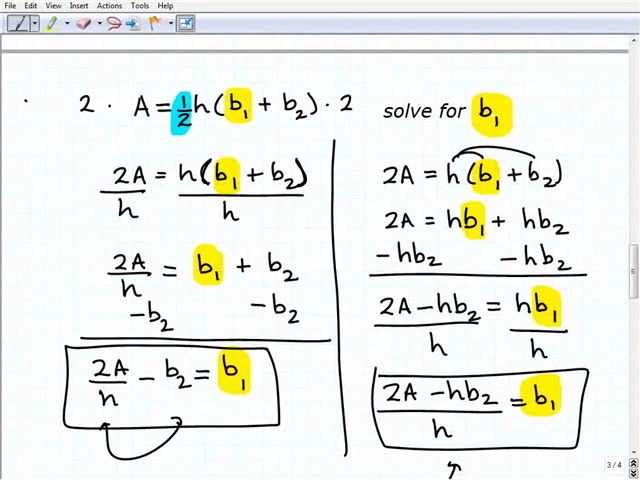 File Edit View Insert Actions Tools Help
2 · A = 1/2 h(b₁ + b₂) · 2
solve for b₁
2A/h = h(b₁ + b₂)/h
2A/h = b₁ + b₂
-b₂ -b₂
2A/h - b₂ = b₁
2A = h(b₁ + b₂)
2A = hb₁ + hb₂
-hb₂ -hb₂
2A - hb₂/h = hb₁/h
2A - hb₂/h = b₁
3 / 4